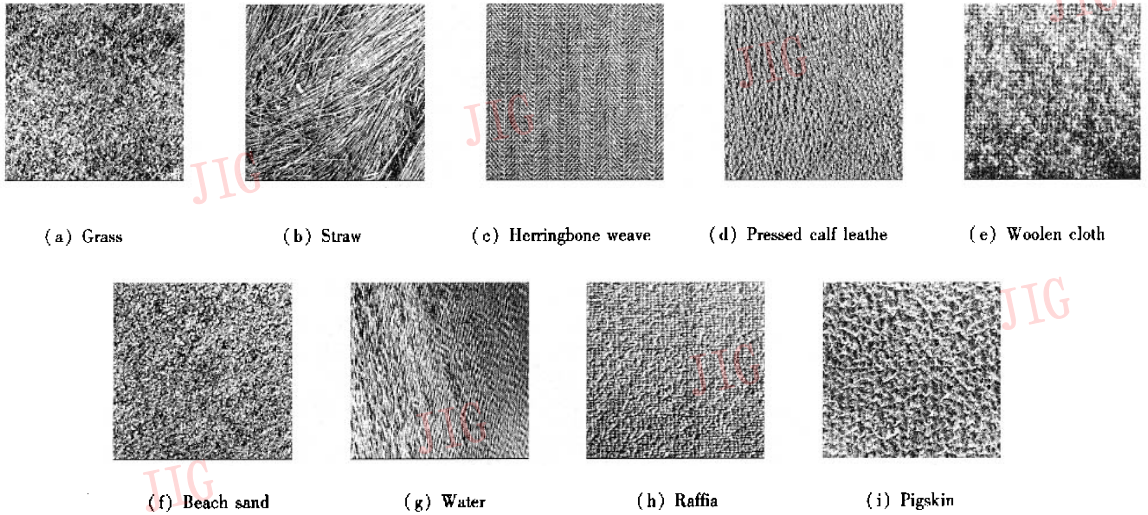 JIG
JIG
JIG
JIG
(a) Grass
(b) Straw
(c) Herringbone weave
(d) Pressed calf leathe
(e) Woolen cloth
JIG
JIG
JIG
JIG
(f) Beach sand
(g) Water
(h) Raffia
(i) Pigskin